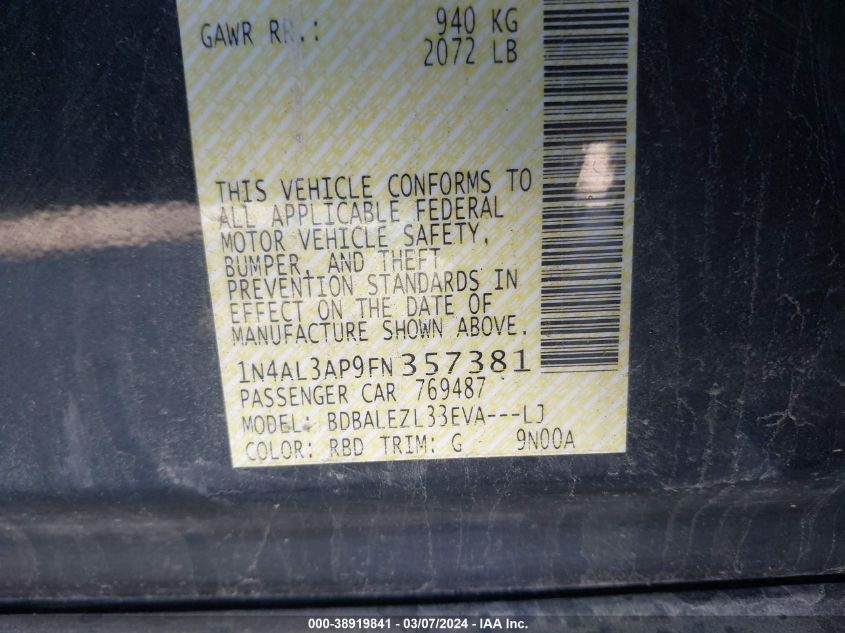 GAWR RR.: 940 KG
2072 LB
THIS VEHICLE CONFORMS TO
ALL APPLICABLE FEDERAL
MOTOR VEHICLE SAFETY,
BUMPER, AND THEFT
PREVENTION STANDARDS IN
EFFECT ON THE DATE OF
MANUFACTURE SHOWN ABOVE.
1N4AL3AP9FN357381
PASSENGER CAR 769487
MODEL: BDBALEZL33EVA---LJ
COLOR: RBD TRIM: G 9N00A
000-38919841 - 03/07/2024 - IAA Inc.